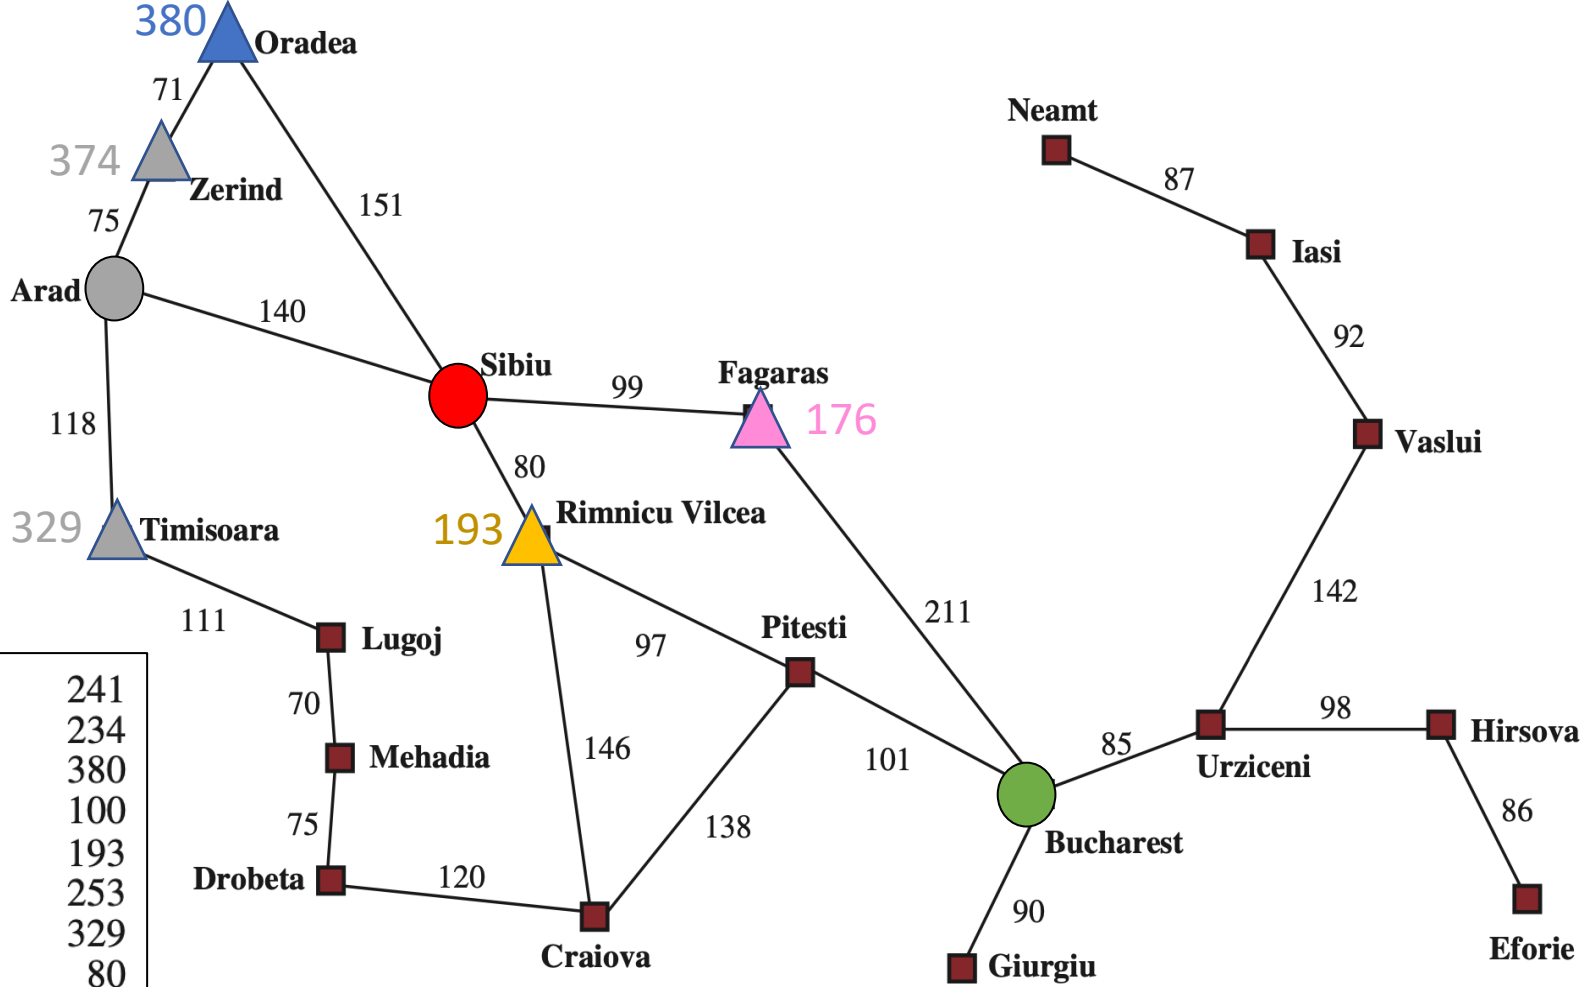 380
Oradea
71
Neamt
87
374
Zerind
151
75
Iasi
Arad
140
92
Sibiu
99
Fagaras
176
118
Vaslui
80
Rimnicu Vilcea
193
329
Timisoara
142
211
111
Lugoj
97
Pitesti
241
234
380
100
193
253
329
80
70
Mehadia
146
101
85
98
Hirsova
Urziceni
75
138
86
Bucharest
Drobeta
120
90
Craiova
Giurgiu
Eforie